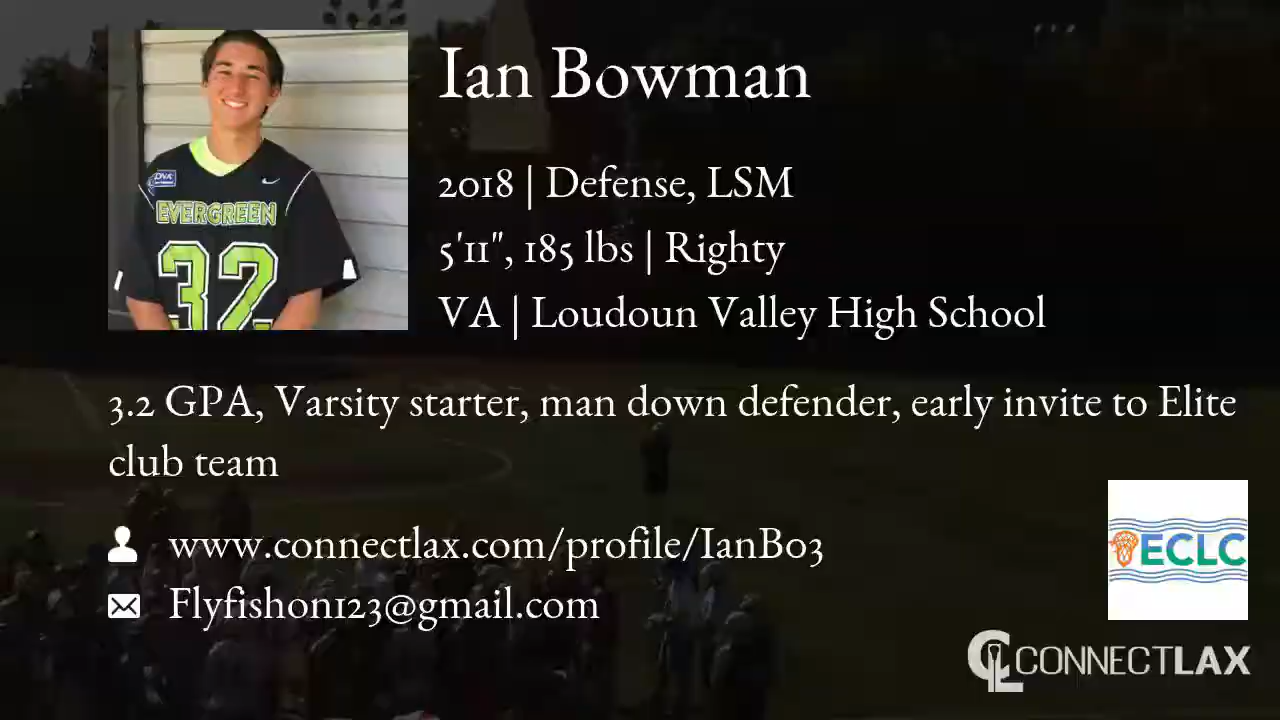 Ian Bowman
2018 | Defense, LSM
5'11", 185 lbs | Righty
VA | Loudoun Valley High School
DVA
EVERGREEN
32
3.2 GPA, Varsity starter, man down defender, early invite to Elite
club team
www.connectlax.com/profile/IanB03
Flyfishon123@gmail.com
ECLC
CL CONNECTLAX